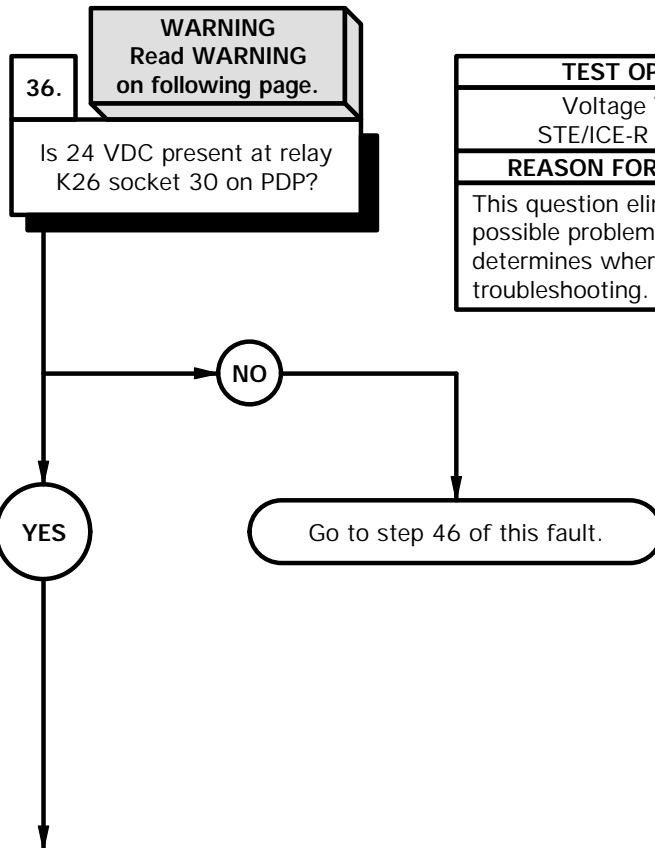 WARNING
Read WARNING
on following page.
36.
Is 24 VDC present at relay
K26 socket 30 on PDP?
TEST OP
Voltage
STE/ICE-R
REASON FOR
This question
possible problem
determines
troubleshooting.
NO
YES
Go to step 46 of this fault.